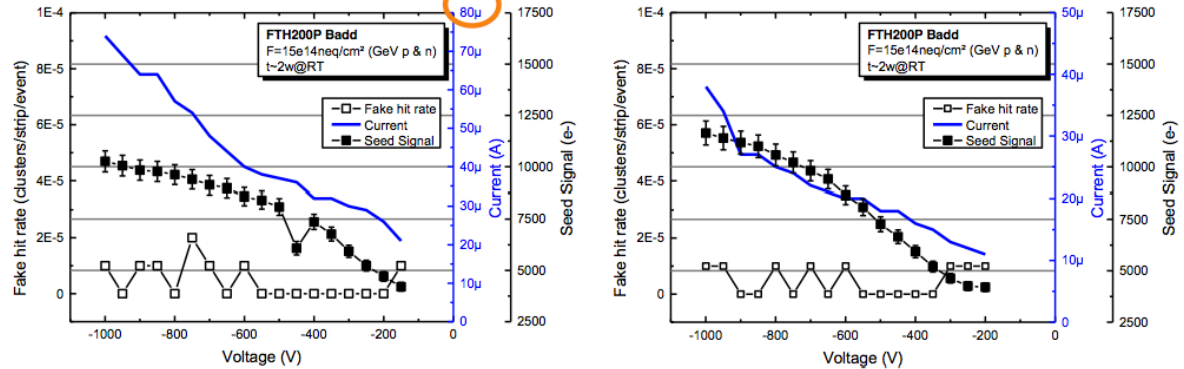 1E-4
8E-5
6E-5
4E-5
2E-5
0
Fake hit rate (clusters/strip/event)
FTH200P Badd
F=15e14neq/cm² (GeV p & n)
t~2w@RT
Fake hit rate
Current
Seed Signal
80µ
70µ
60µ
50µ
40µ
30µ
20µ
10µ
0
Current (A)
17500
15000
12500
10000
7500
5000
2500
Seed Signal (e-)
-1000
-800
-600
-400
-200
0
Voltage (V)
1E-4
8E-5
6E-5
4E-5
2E-5
0
Fake hit rate (clusters/strip/event)
FTH200P Badd
F=15e14neq/cm² (GeV p & n)
t~2w@RT
Fake hit rate
Current
Seed Signal
50µ
40µ
30µ
20µ
10µ
0
Current (A)
17500
15000
12500
10000
7500
5000
2500
Seed Signal (e-)
-1000
-800
-600
-400
-200
0
Voltage (V)